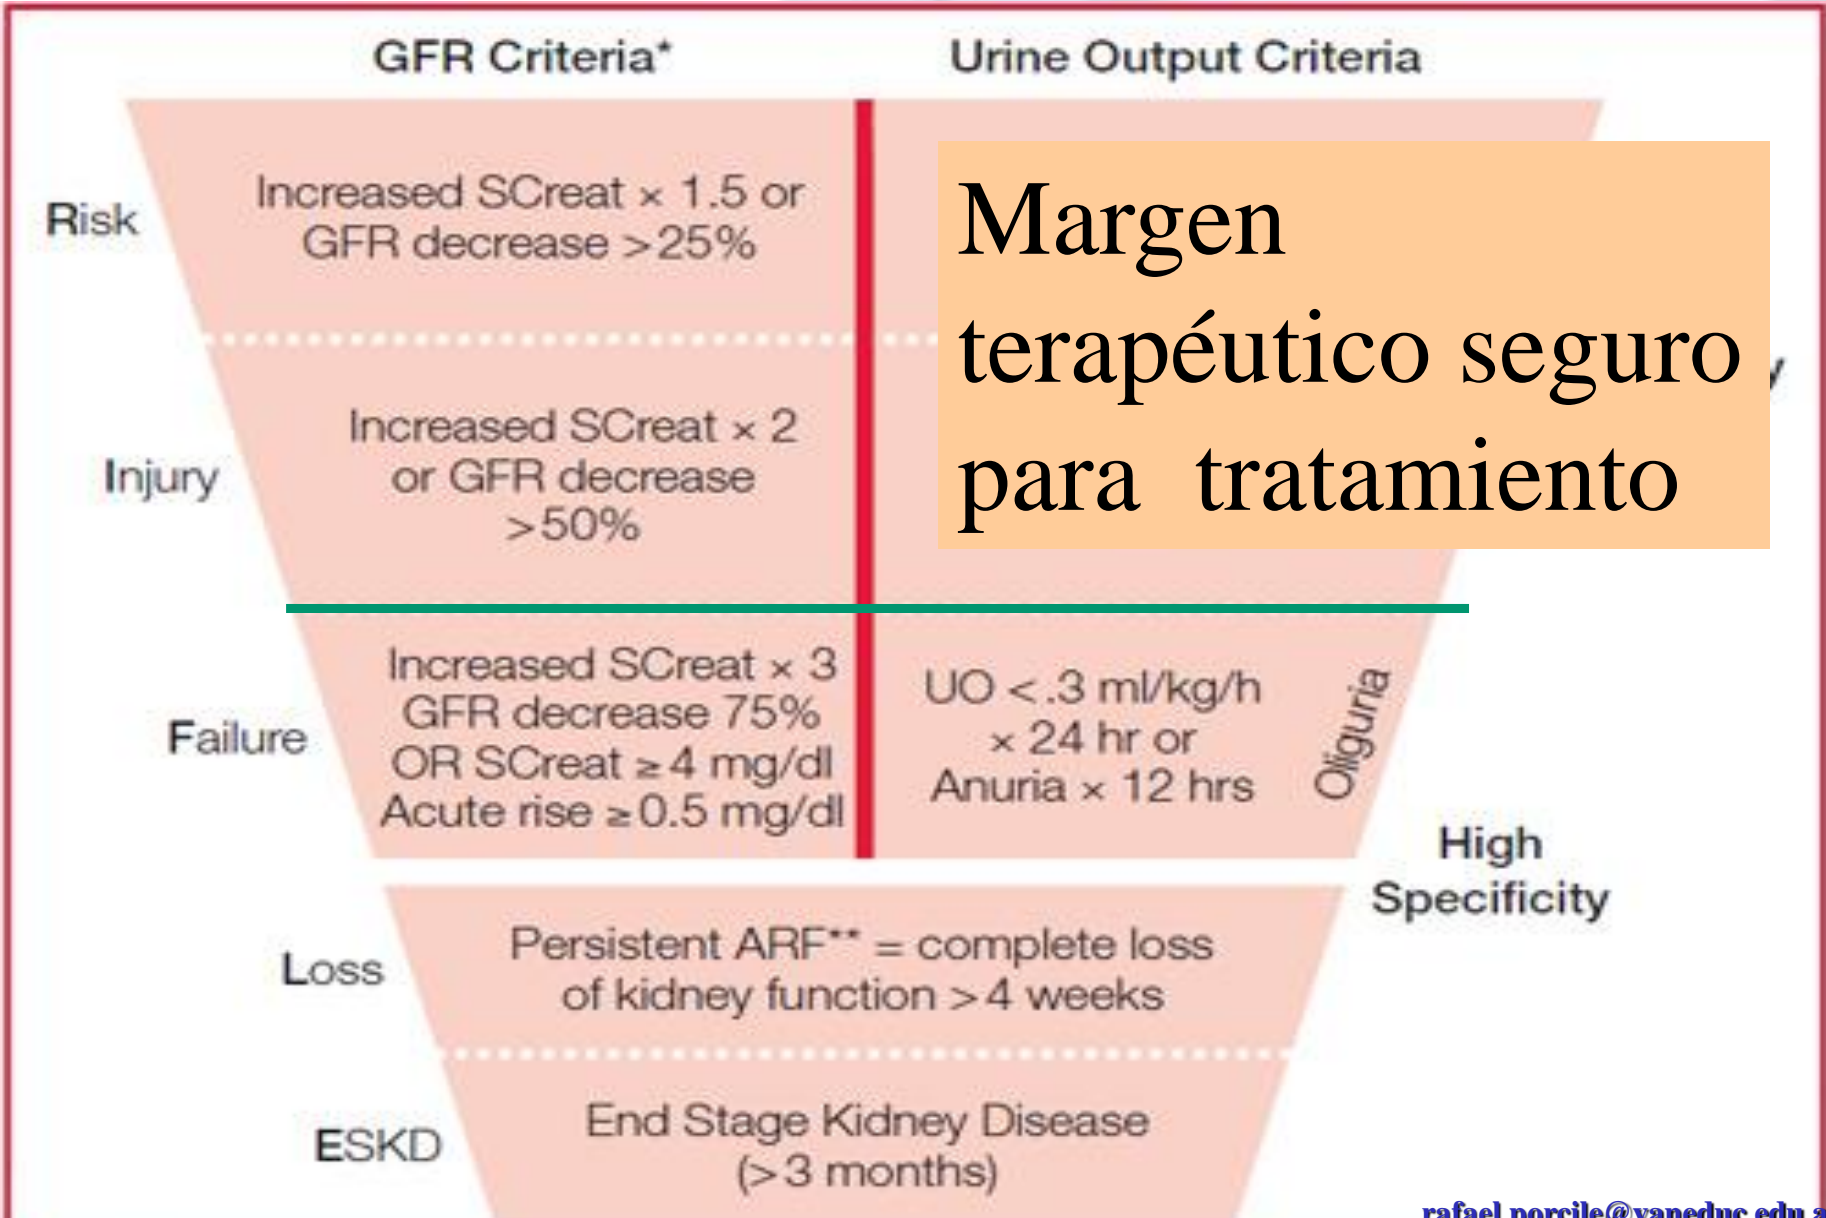 GFR Criteria*
Urine Output Criteria
Risk
Increased SCreat × 1.5 or
GFR decrease >25%
Margen
terapéutico seguro
para tratamiento
Injury
Increased SCreat × 2
or GFR decrease
>50%
Failure
Increased SCreat × 3
GFR decrease 75%
OR SCreat ≥ 4 mg/dl
Acute rise ≥ 0.5 mg/dl
UO < .3 ml/kg/h
× 24 hr or
Anuria × 12 hrs
Oliguria
High
Specificity
Loss
Persistent ARF** = complete loss
of kidney function >4 weeks
ESKD
End Stage Kidney Disease
(>3 months)